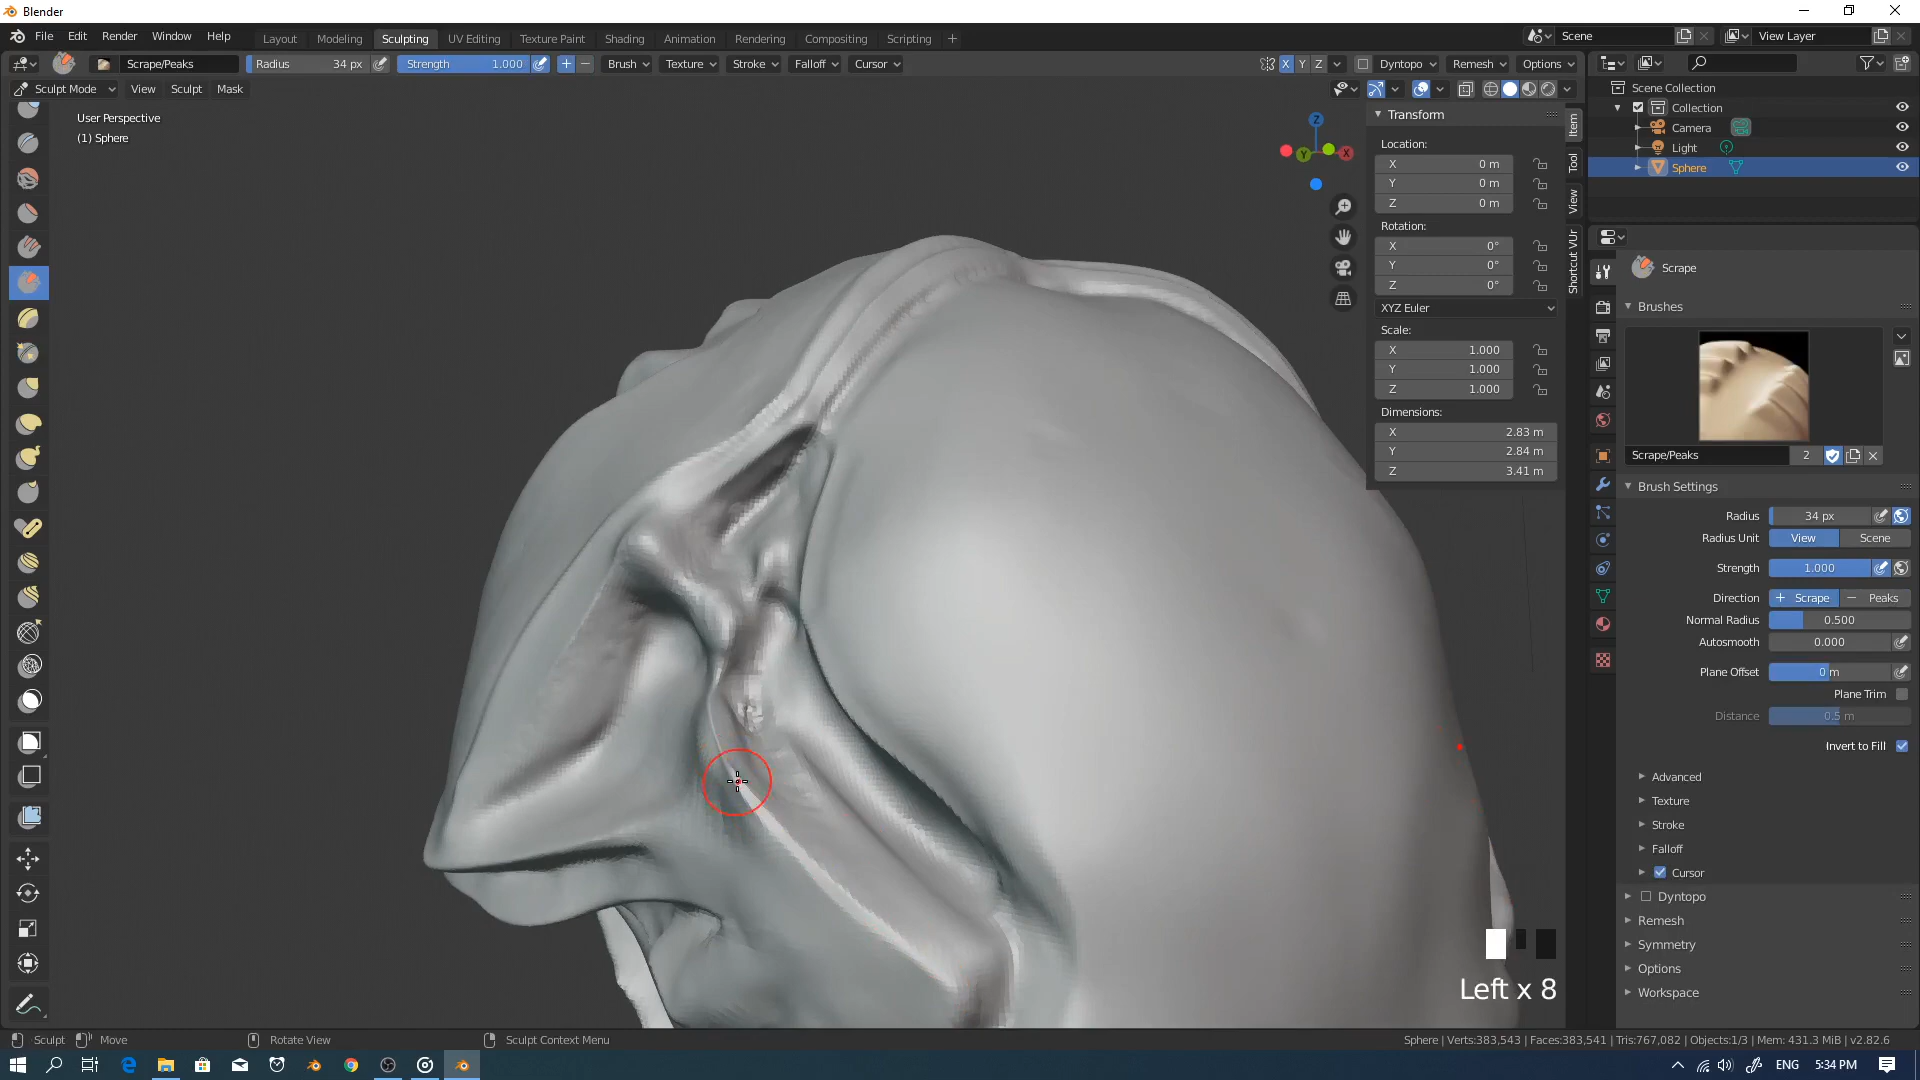 Blender
File Edit Render Window Help
Layout Modeling Sculpting UV Editing Texture Paint Shading Animation Rendering Compositing Scripting +
Scene
View Layer
Scrape/Peaks Radius 34 px Strength 1.000 Brush Texture Stroke Falloff Cursor
X Y Z Dyntopo Remesh Options
Sculpt Mode View Sculpt Mask
User Perspective
(1) Sphere
Z
Y
X
Transform
Location:
X 0 m
Y 0 m
Z 0 m
Rotation:
X 0°
Y 0°
Z 0°
XYZ Euler
Scale:
X 1.000
Y 1.000
Z 1.000
Dimensions:
X 2.83 m
Y 2.84 m
Z 3.41 m
Item
Tool
View
Shortcut VUr
Left x 8
Scene Collection
Collection
Camera
Light
Sphere
Scrape
Brushes
Scrape/Peaks 2
Brush Settings
Radius 34 px
Radius Unit View Scene
Strength 1.000
Direction + Scrape − Peaks
Normal Radius 0.500
Autosmooth 0.000
Plane Offset 0 m
Plane Trim
Distance 0.5 m
Invert to Fill
Advanced
Texture
Stroke
Falloff
Cursor
Dyntopo
Remesh
Symmetry
Options
Workspace
Sculpt Move Rotate View Sculpt Context Menu
Sphere | Verts:383,543 | Faces:383,541 | Tris:767,082 | Objects:1/3 | Mem: 431.3 MiB | v2.82.6
ENG 5:34 PM